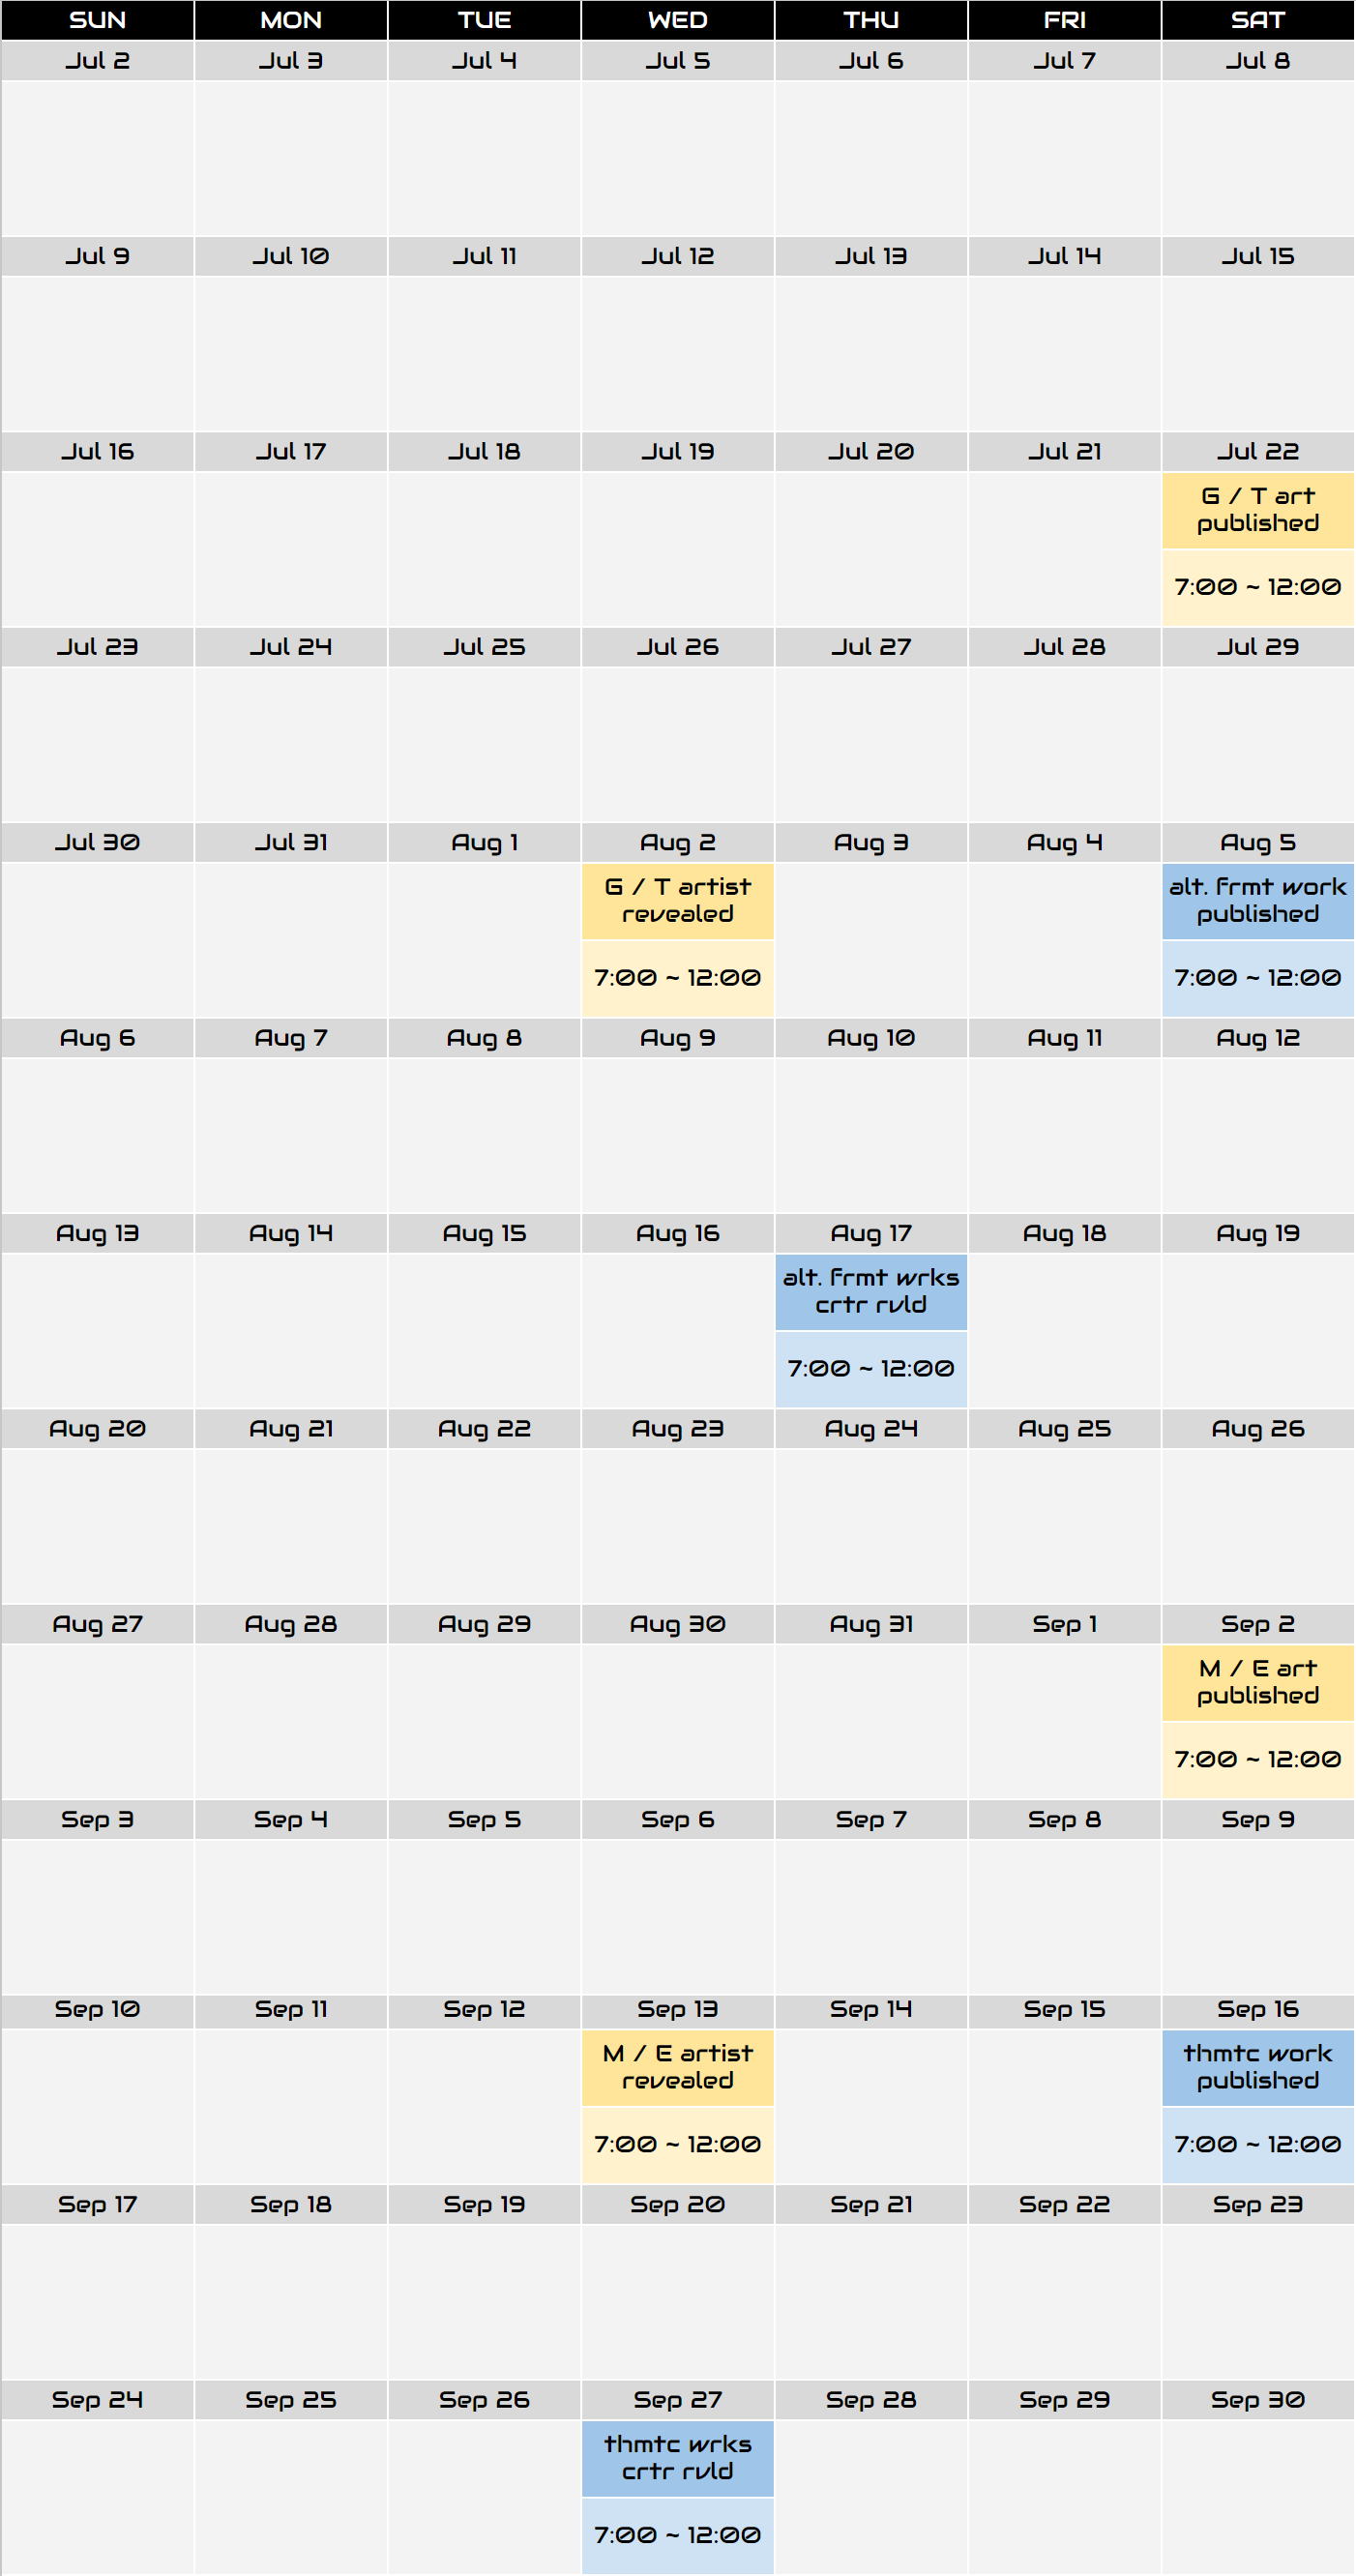 SUN MON TUE WED THU FRI SAT
Jul 2 Jul 3 Jul 4 Jul 5 Jul 6 Jul 7 Jul 8
Jul 9 Jul 10 Jul 11 Jul 12 Jul 13 Jul 14 Jul 15
Jul 16 Jul 17 Jul 18 Jul 19 Jul 20 Jul 21 Jul 22
G / T art
published
7:00 ~ 12:00
Jul 23 Jul 24 Jul 25 Jul 26 Jul 27 Jul 28 Jul 29
Jul 30 Jul 31 Aug 1 Aug 2 Aug 3 Aug 4 Aug 5
G / T artist alt. frmt work
revealed published
7:00 ~ 12:00 7:00 ~ 12:00
Aug 6 Aug 7 Aug 8 Aug 9 Aug 10 Aug 11 Aug 12
Aug 13 Aug 14 Aug 15 Aug 16 Aug 17 Aug 18 Aug 19
alt. frmt wrks
crtr rvld
7:00 ~ 12:00
Aug 20 Aug 21 Aug 22 Aug 23 Aug 24 Aug 25 Aug 26
Aug 27 Aug 28 Aug 29 Aug 30 Aug 31 Sep 1 Sep 2
M / E art
published
7:00 ~ 12:00
Sep 3 Sep 4 Sep 5 Sep 6 Sep 7 Sep 8 Sep 9
Sep 10 Sep 11 Sep 12 Sep 13 Sep 14 Sep 15 Sep 16
M / E artist thmtc work
revealed published
7:00 ~ 12:00 7:00 ~ 12:00
Sep 17 Sep 18 Sep 19 Sep 20 Sep 21 Sep 22 Sep 23
Sep 24 Sep 25 Sep 26 Sep 27 Sep 28 Sep 29 Sep 30
thmtc wrks
crtr rvld
7:00 ~ 12:00